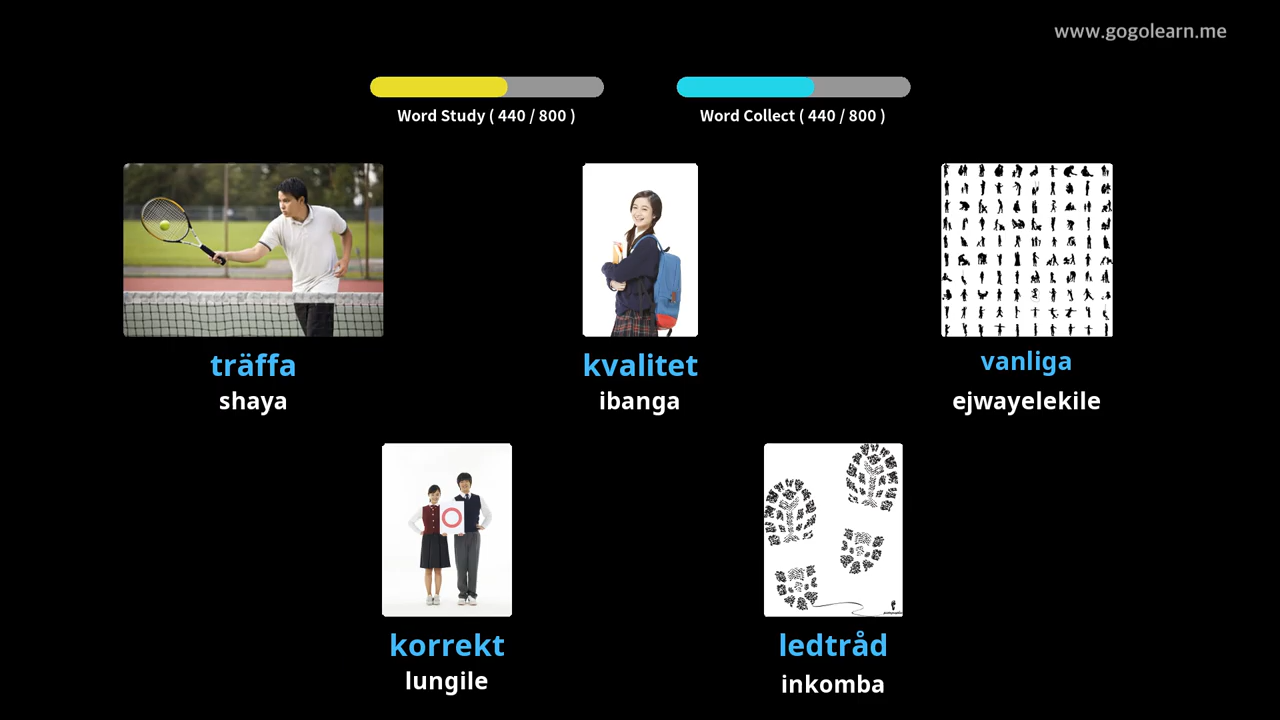 www.gogolearn.me
Word Study ( 440 / 800 )
Word Collect ( 440 / 800 )
träffa
shaya
kvalitet
ibanga
vanliga
ejwayelekile
korrekt
lungile
ledtråd
inkomba